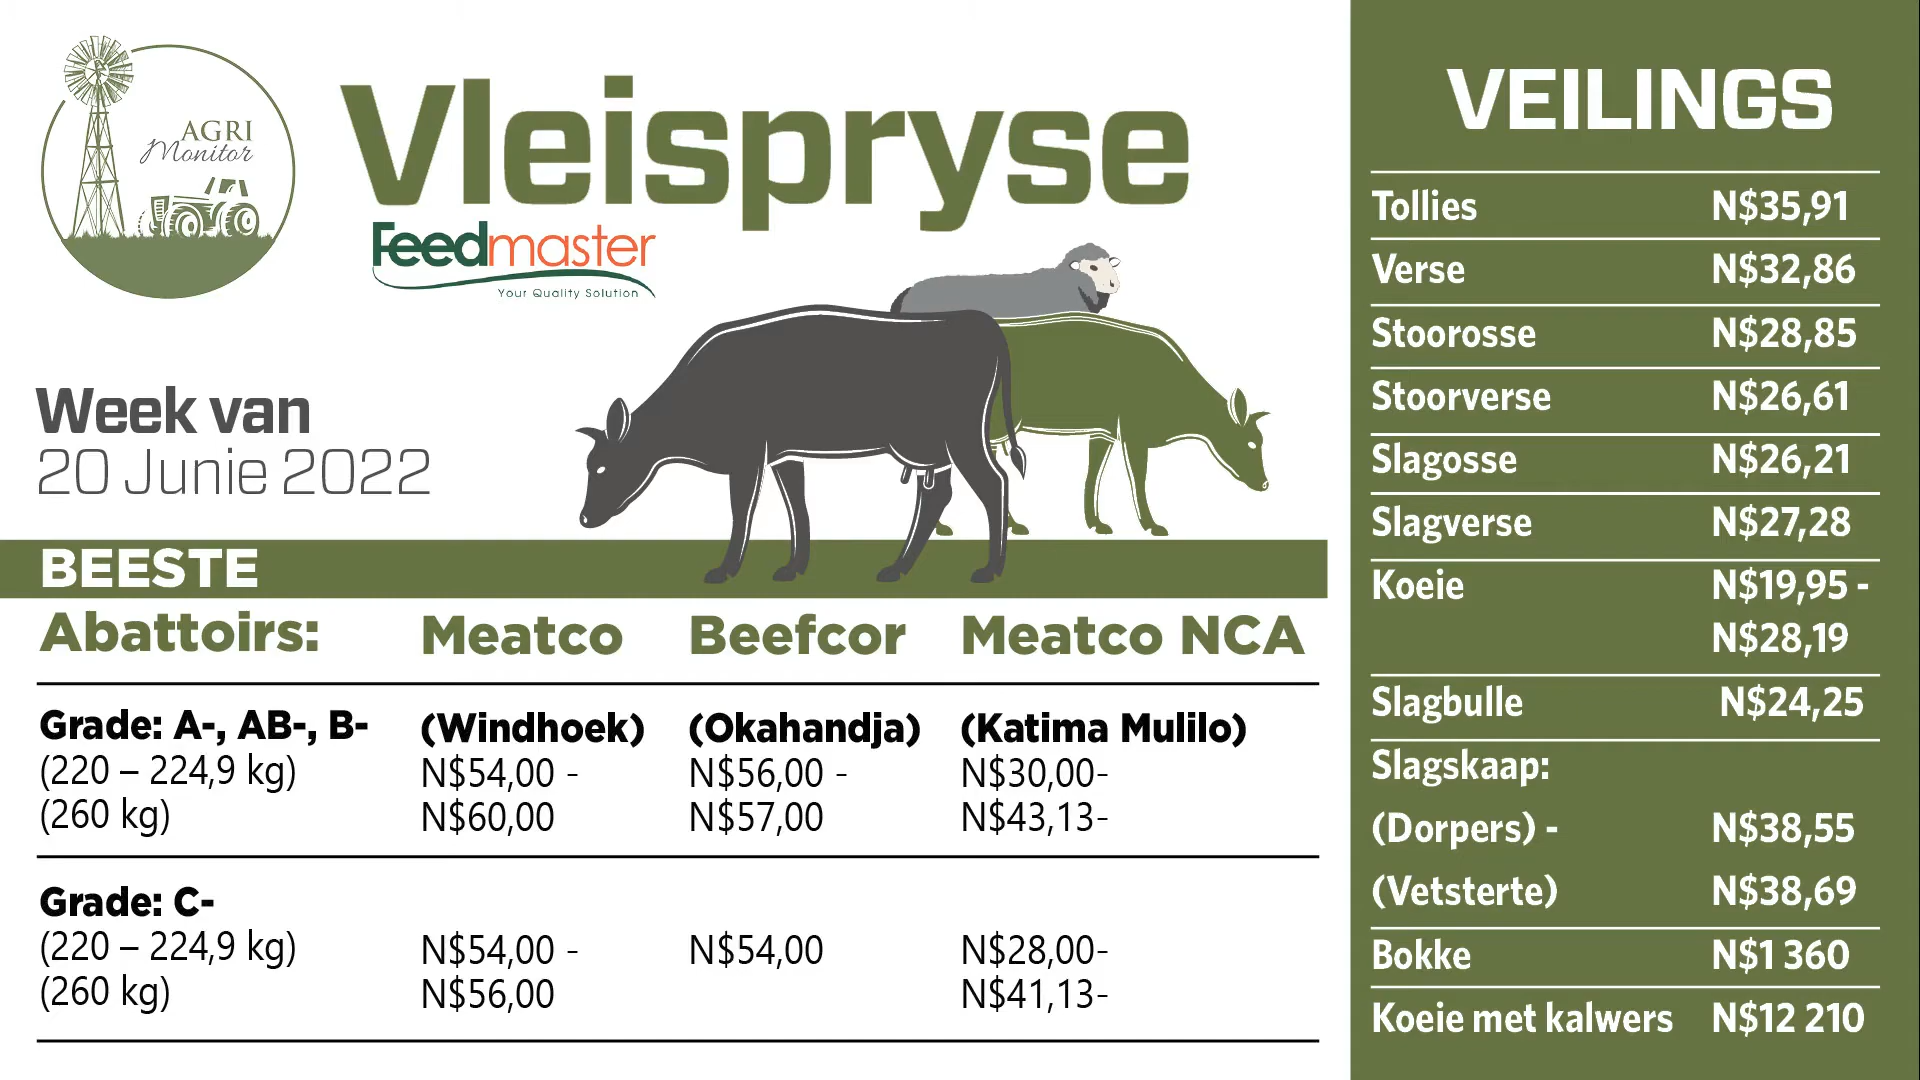 AGRI
Monitor
Vleispryse
Feedmaster
Your Quality Solution
Week van
20 Junie 2022
BEESTE
Abattoirs: Meatco Beefcor Meatco NCA
Grade: A-, AB-, B- (Windhoek) (Okahandja) (Katima Mulilo)
(220 – 224,9 kg) N$54,00 - N$56,00 - N$30,00-
(260 kg) N$60,00 N$57,00 N$43,13-
Grade: C-
(220 – 224,9 kg) N$54,00 - N$54,00 N$28,00-
(260 kg) N$56,00 N$41,13-
VEILINGS
Tollies N$35,91
Verse N$32,86
Stoorosse N$28,85
Stoorverse N$26,61
Slagosse N$26,21
Slagverse N$27,28
Koeie N$19,95 -
N$28,19
Slagbulle N$24,25
Slagskaap:
(Dorpers) - N$38,55
(Vetsterte) N$38,69
Bokke N$1 360
Koeie met kalwers N$12 210